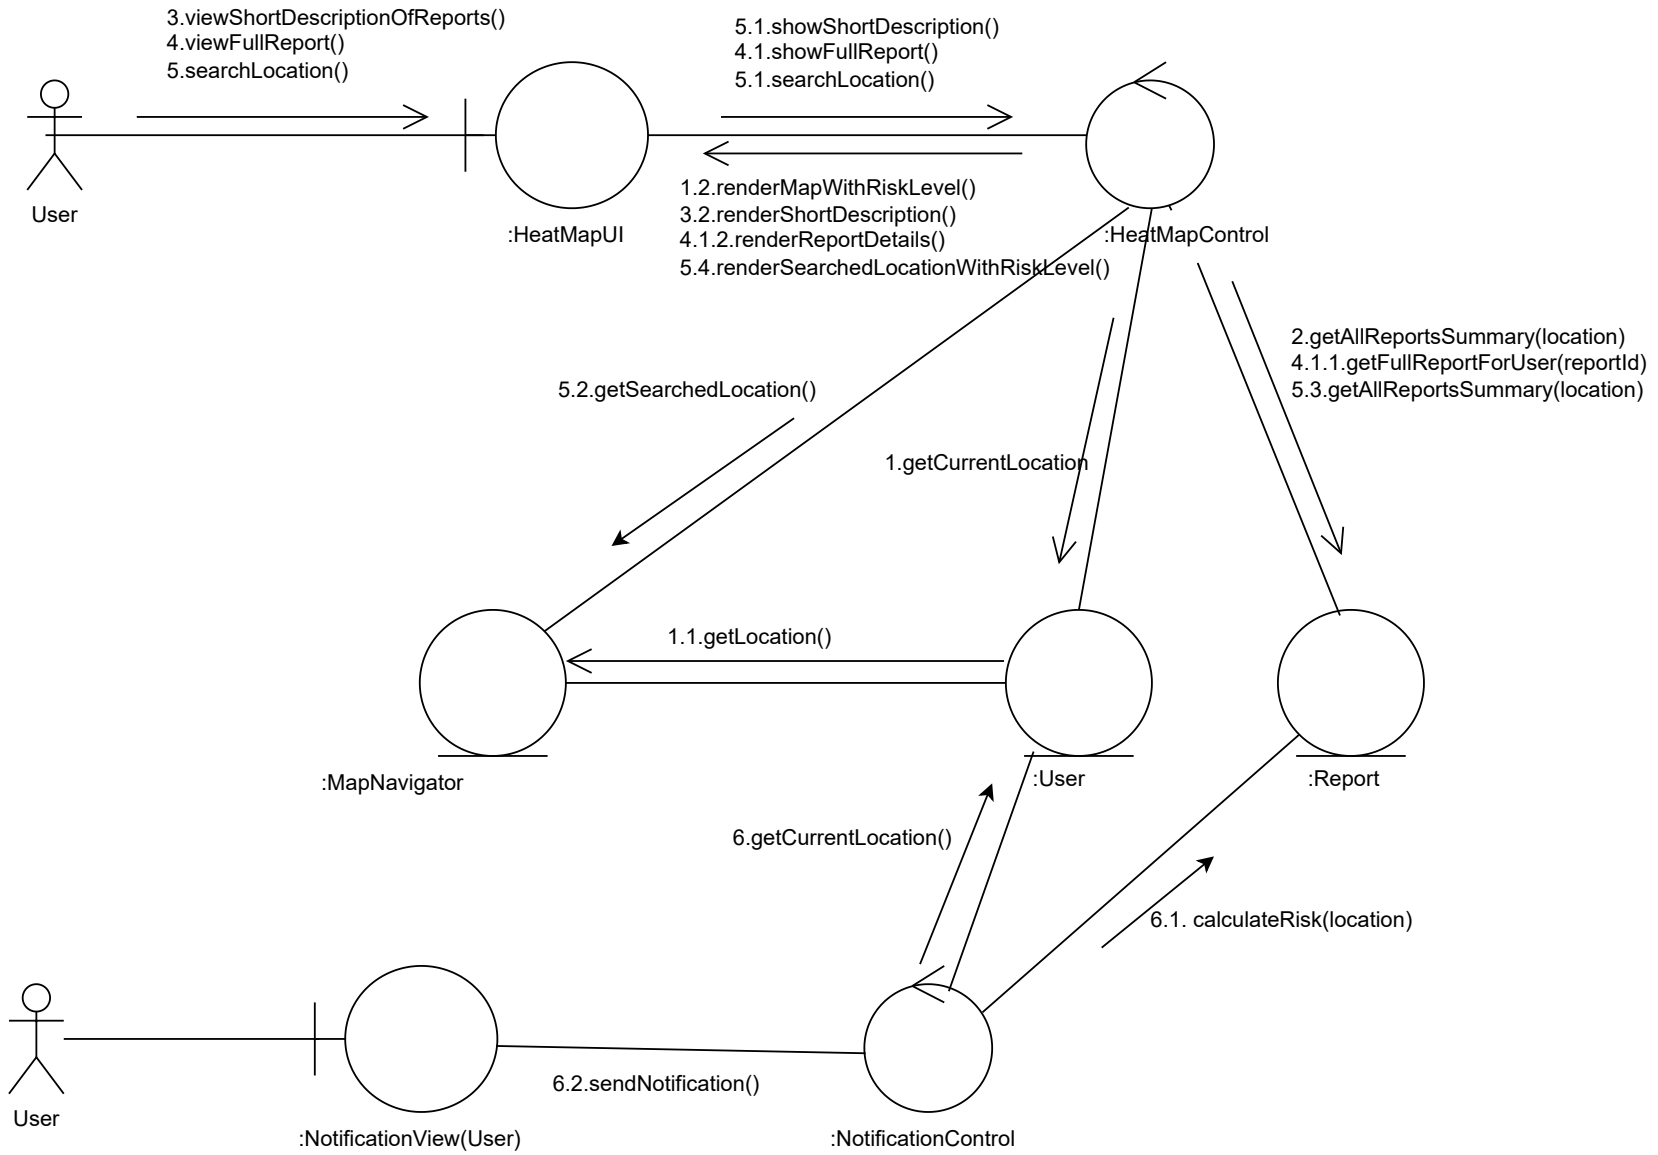 3.viewShortDescriptionOfReports()
4.viewFullReport()
5.searchLocation()
5.1.showShortDescription()
4.1.showFullReport()
5.1.searchLocation()
User
:HeatMapUI
1.2.renderMapWithRiskLevel()
3.2.renderShortDescription()
4.1.2.renderReportDetails()
5.4.renderSearchedLocationWithRiskLevel()
:HeatMapControl
2.getAllReportsSummary(location)
4.1.1.getFullReportForUser(reportId)
5.3.getAllReportsSummary(location)
5.2.getSearchedLocation()
1.getCurrentLocation
1.1.getLocation()
:MapNavigator
:User
:Report
6.getCurrentLocation()
6.1. calculateRisk(location)
6.2.sendNotification()
User
:NotificationView(User)
:NotificationControl